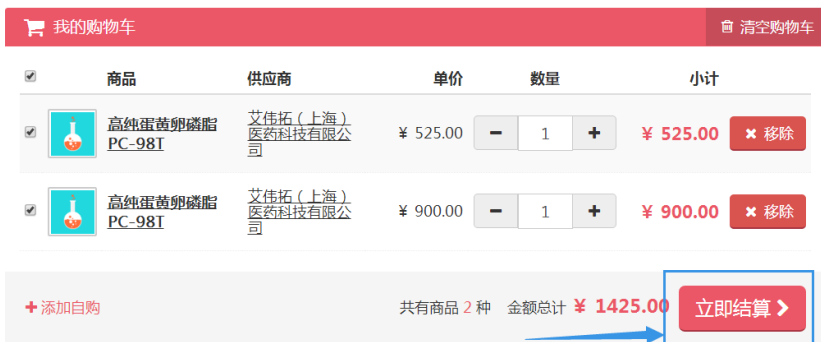 我的购物车 清空购物车
商品 供应商 单价 数量 小计
高纯蛋黄卵磷脂 艾伟拓（上海）
PC-98T 医药科技有限公 ¥ 525.00 1 ¥ 525.00 移除
司
高纯蛋黄卵磷脂 艾伟拓（上海）
PC-98T 医药科技有限公 ¥ 900.00 1 ¥ 900.00 移除
司
添加自购 共有商品 2 种 金额总计 ¥ 1425.00 立即结算